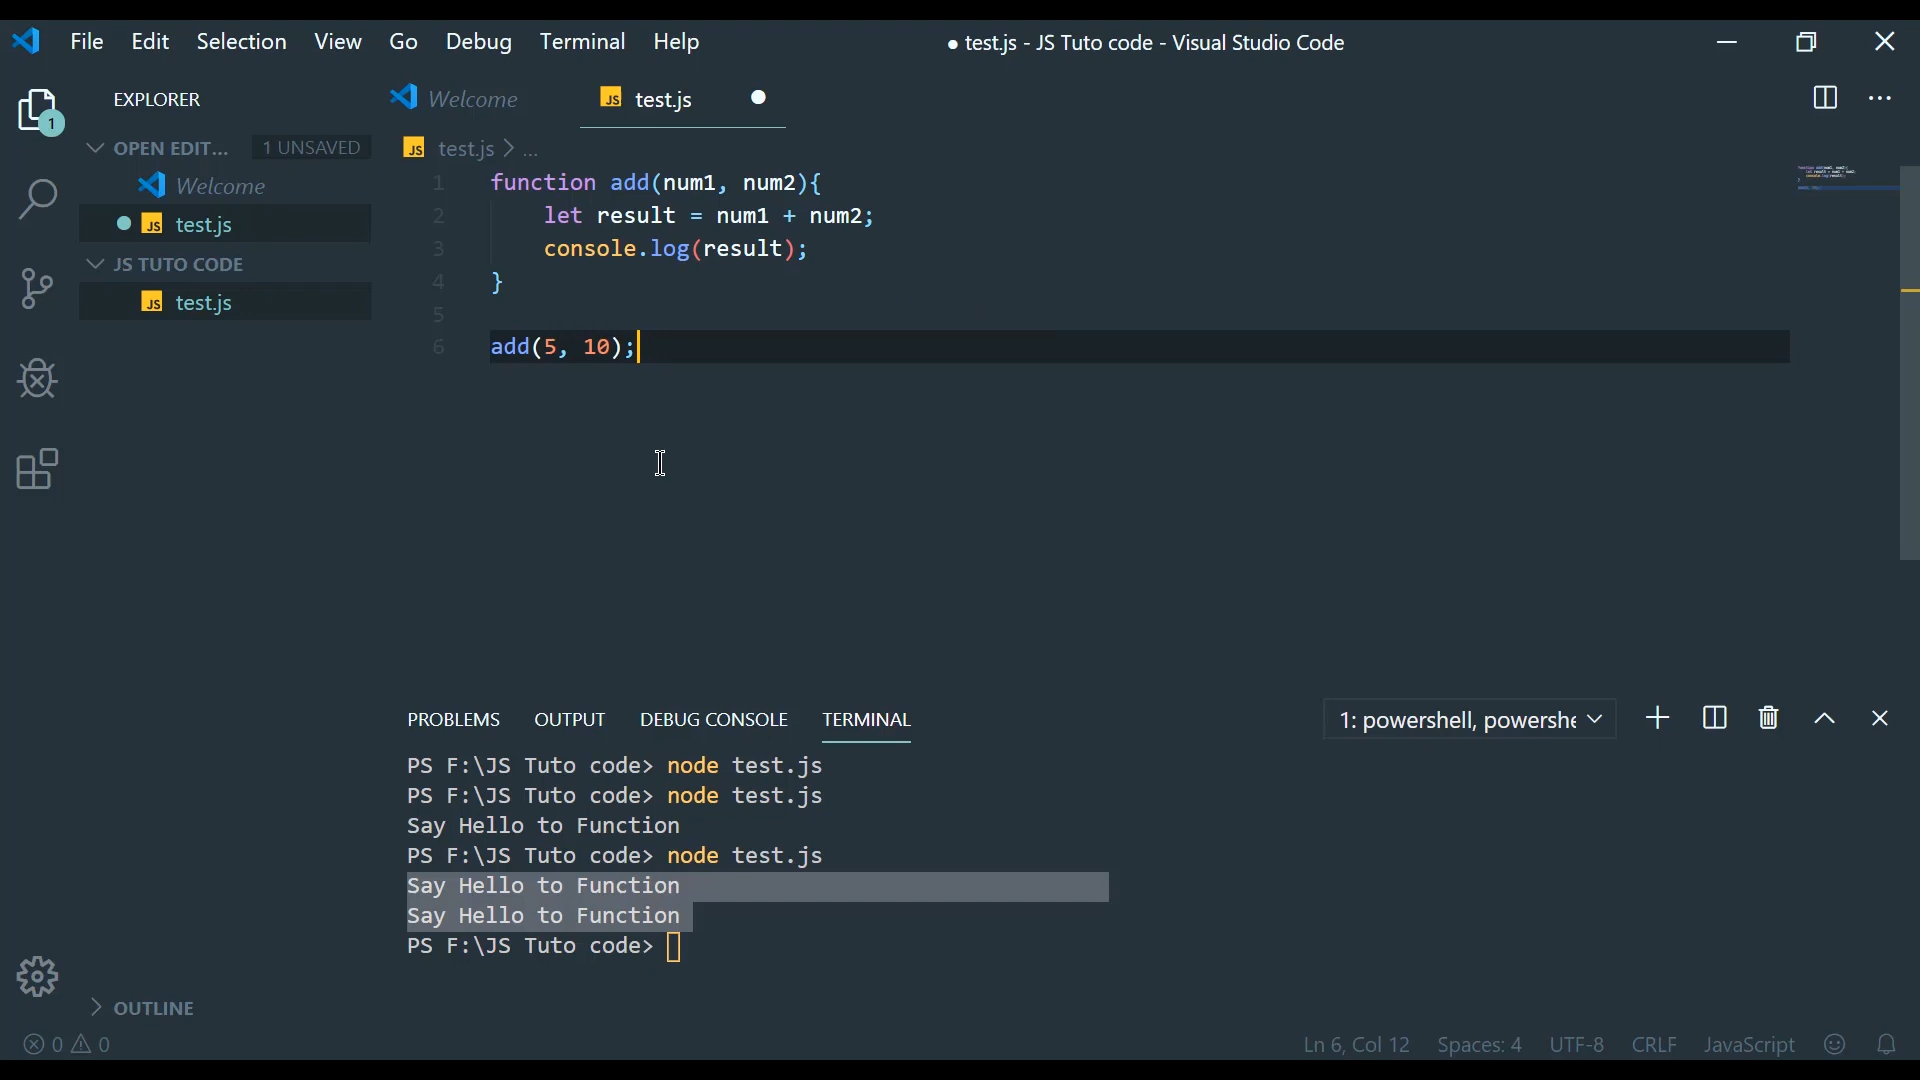 File Edit Selection View Go Debug Terminal Help
● test.js - JS Tuto code - Visual Studio Code
EXPLORER
Welcome
JS test.js
1
OPEN EDIT... 1 UNSAVED
Welcome
JS test.js
JS TUTO CODE
JS test.js
JS test.js > ...
1 function add(num1, num2){
2 let result = num1 + num2;
3 console.log(result);
4 }
5
6 add(5, 10);
PROBLEMS OUTPUT DEBUG CONSOLE TERMINAL
1: powershell, powershe
PS F:\JS Tuto code> node test.js
PS F:\JS Tuto code> node test.js
Say Hello to Function
PS F:\JS Tuto code> node test.js
Say Hello to Function
Say Hello to Function
PS F:\JS Tuto code>
OUTLINE
0 0
Ln 6, Col 12 Spaces: 4 UTF-8 CRLF JavaScript